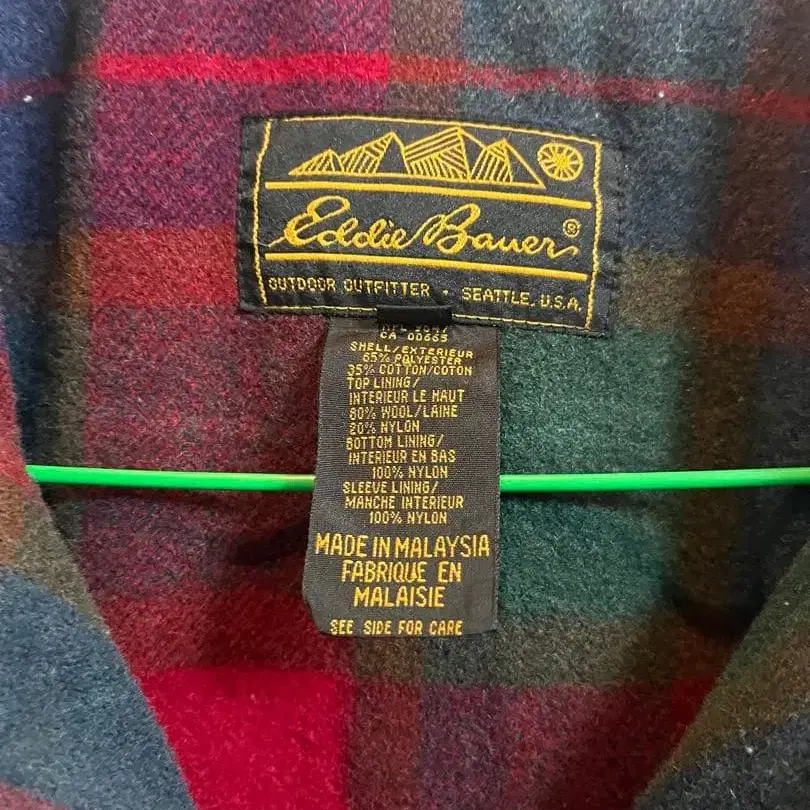 Eddie Bauer®
OUTDOOR OUTFITTER • SEATTLE, U.S.A.
CA 00665
SHELL/EXTERIEUR
65% POLYESTER
35% COTTON/COTON
TOP LINING/
INTERIEUR LE HAUT
80% WOOL/LAINE
20% NYLON
BOTTOM LINING/
INTERIEUR EN BAS
100% NYLON
SLEEVE LINING/
MANCHE INTERIEUR
100% NYLON
MADE IN MALAYSIA
FABRIQUE EN
MALAISIE
SEE SIDE FOR CARE